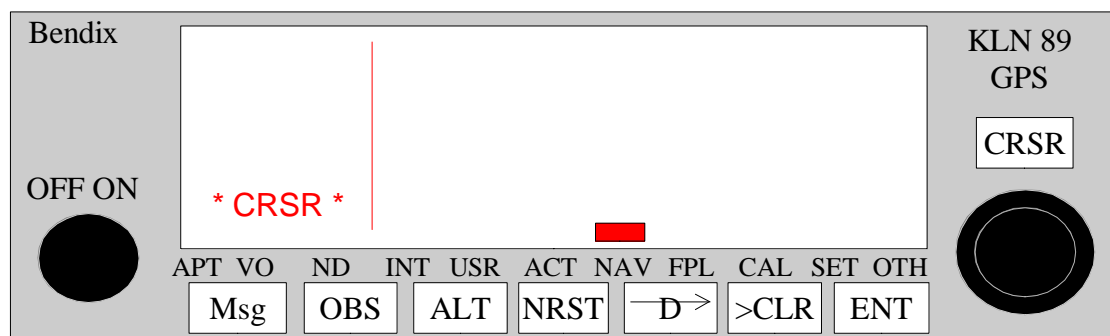 Bendix
KLN 89
GPS
CRSR
OFF ON
* CRSR *
APT VO ND INT USR ACT NAV FPL CAL SET OTH
Msg OBS ALT NRST D >CLR ENT